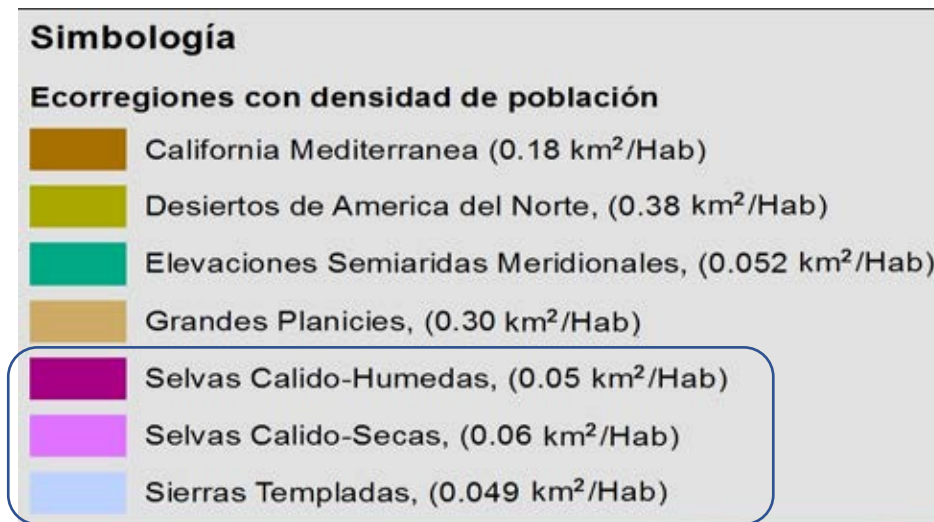 Simbología
Ecorregiones con densidad de población
California Mediterranea (0.18 km²/Hab)
Desiertos de America del Norte, (0.38 km²/Hab)
Elevaciones Semiaridas Meridionales, (0.052 km²/Hab)
Grandes Planicies, (0.30 km²/Hab)
Selvas Calido-Humedas, (0.05 km²/Hab)
Selvas Calido-Secas, (0.06 km²/Hab)
Sierras Templadas, (0.049 km²/Hab)